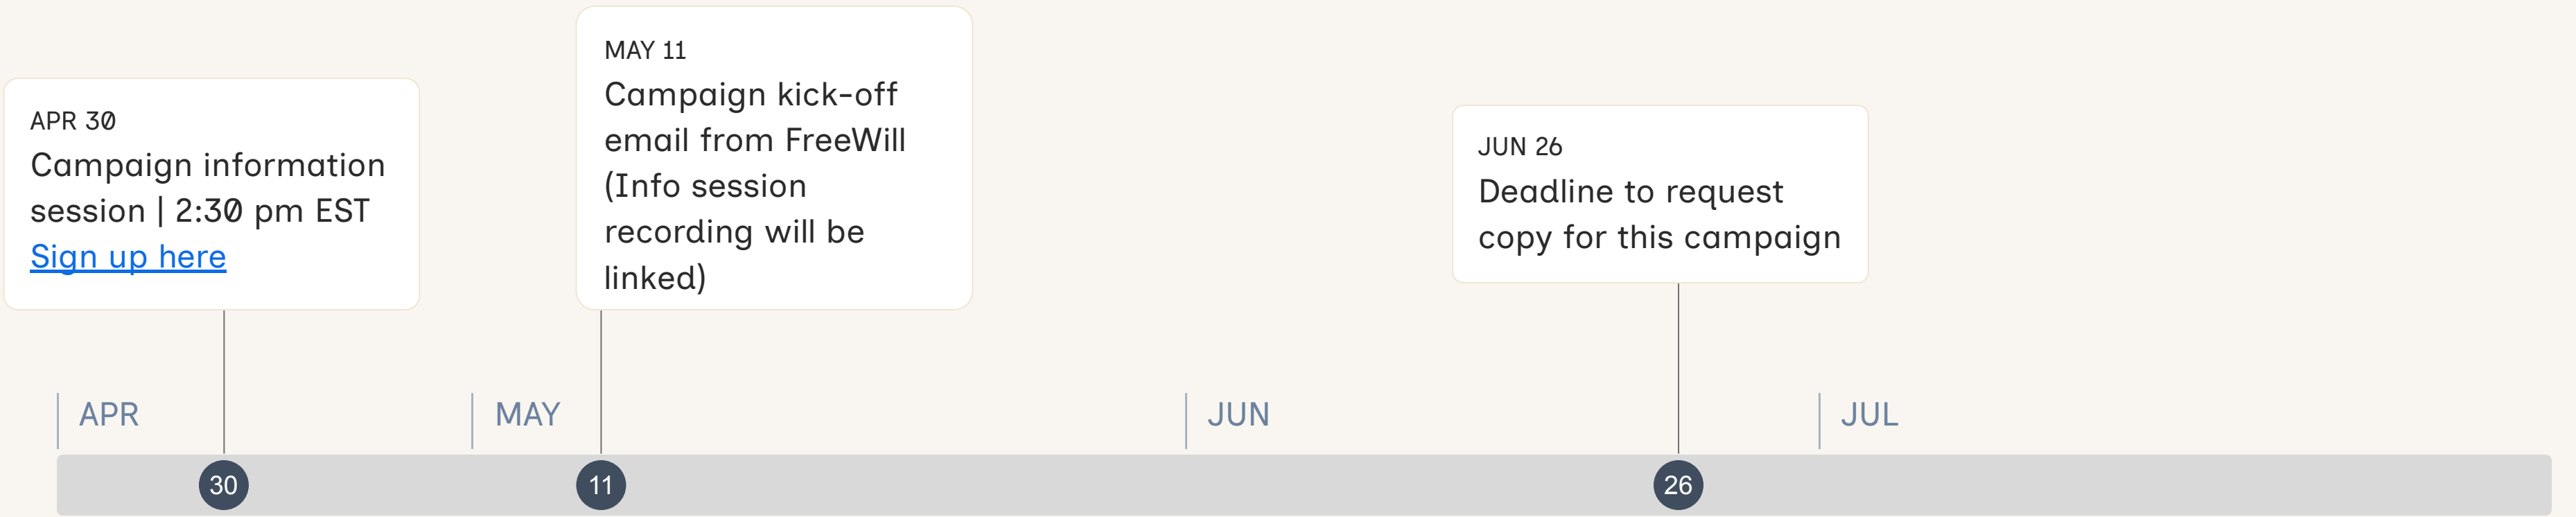 APR 30
Campaign information
session | 2:30 pm EST
Sign up here
MAY 11
Campaign kick-off
email from FreeWill
(Info session
recording will be
linked)
JUN 26
Deadline to request
copy for this campaign
APR
MAY
JUN
JUL
30
11
26